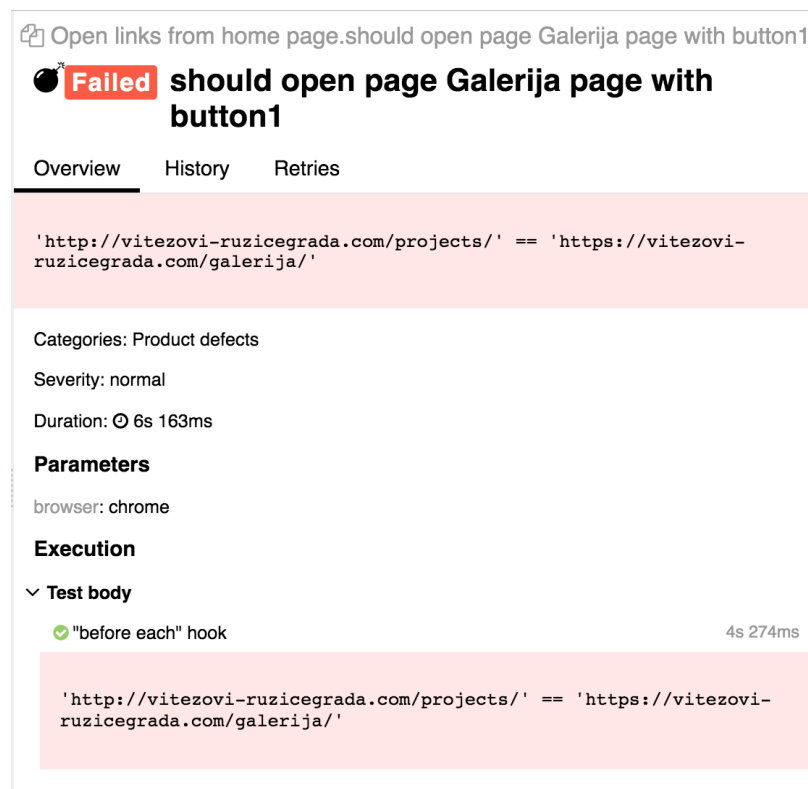 Open links from home page.should open page Galerija page with button1
Failed should open page Galerija page with
button1
Overview History Retries
'http://vitezovi-ruzicegrada.com/projects/' == 'https://vitezovi-
ruzicegrada.com/galerija/'
Categories: Product defects
Severity: normal
Duration: 6s 163ms
Parameters
browser: chrome
Execution
Test body
"before each" hook 4s 274ms
'http://vitezovi-ruzicegrada.com/projects/' == 'https://vitezovi-
ruzicegrada.com/galerija/'